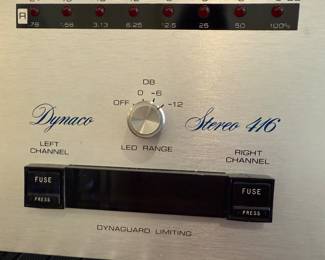 R
.78 1.56 3.13 6.25 12.5 25 50 100%
DB
OFF 0 -6 -12
Dynaco
Stereo 416
LEFT CHANNEL
LED RANGE
RIGHT CHANNEL
FUSE
PRESS
FUSE
PRESS
DYNAGUARD LIMITING